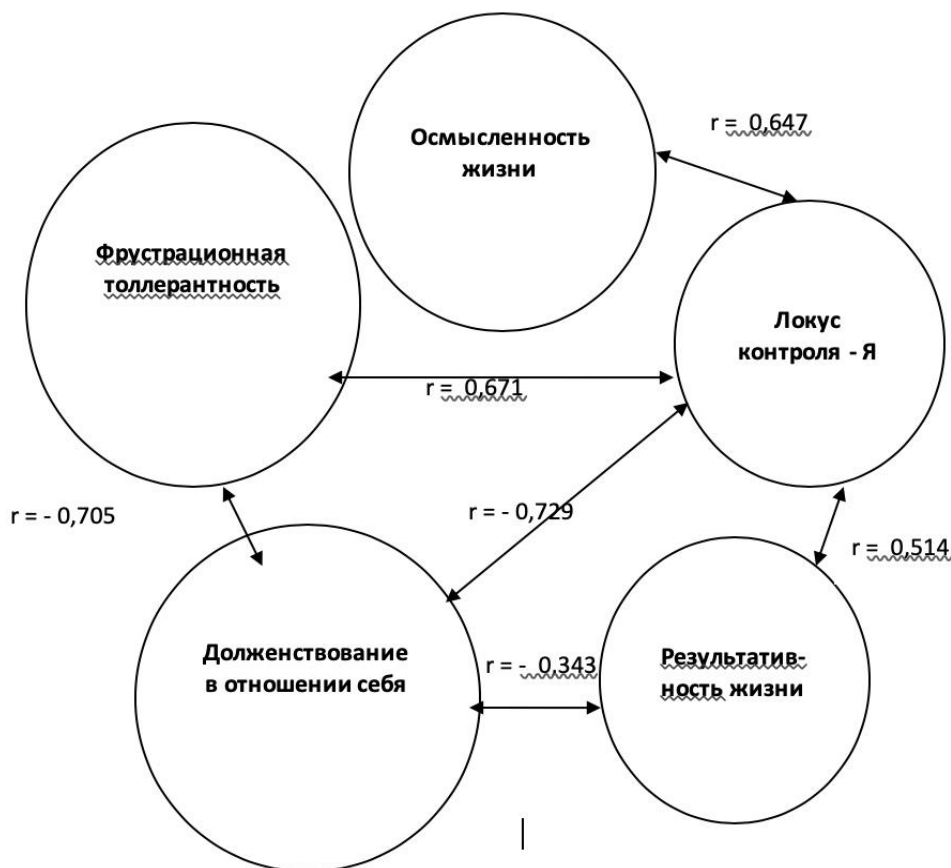 Осмысленность
жизни
r = 0,647
Фрустрационная
толлерантность
Локус
контроля - Я
r = 0,671
r = - 0,705
r = - 0,729
r = 0,514
Долженствование
в отношении себя
r = - 0,343
Результатив-
ность жизни